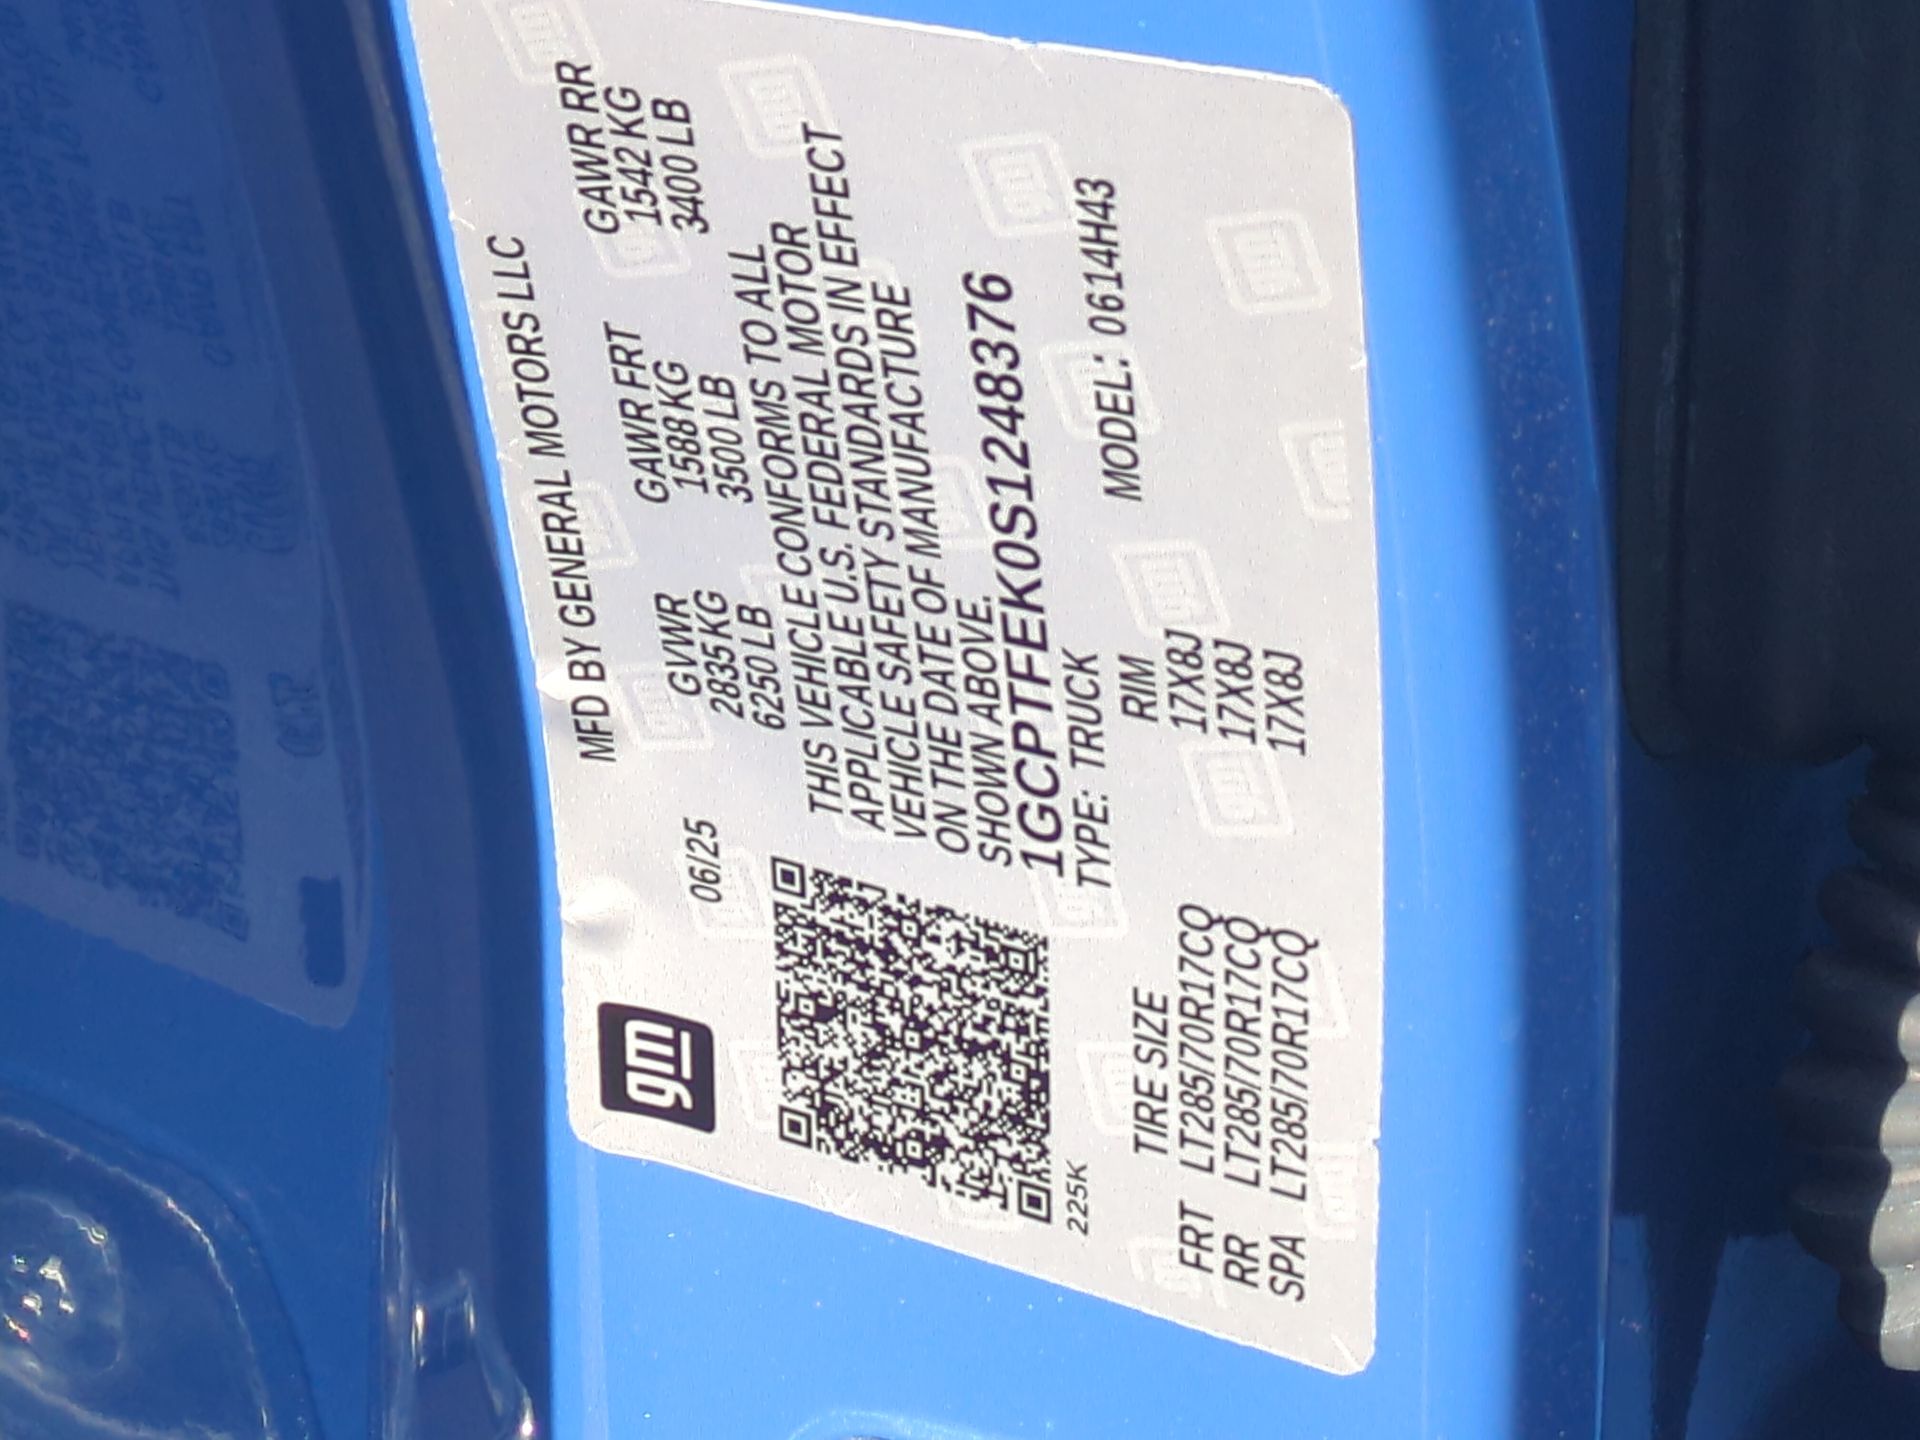 gm
MFD BY GENERAL MOTORS LLC
06/25
GVWR GAWR FRT GAWR RR
2835 KG 1588 KG 1542 KG
6250 LB 3500 LB 3400 LB
THIS VEHICLE CONFORMS TO ALL
APPLICABLE U.S. FEDERAL MOTOR
VEHICLE SAFETY STANDARDS IN EFFECT
ON THE DATE OF MANUFACTURE
SHOWN ABOVE.
1GCPTFEK0S1248376
TYPE: TRUCK MODEL: 0614H43
225K
TIRE SIZE RIM
FRT LT285/70R17CQ 17X8J
RR LT285/70R17CQ 17X8J
SPA LT285/70R17CQ 17X8J